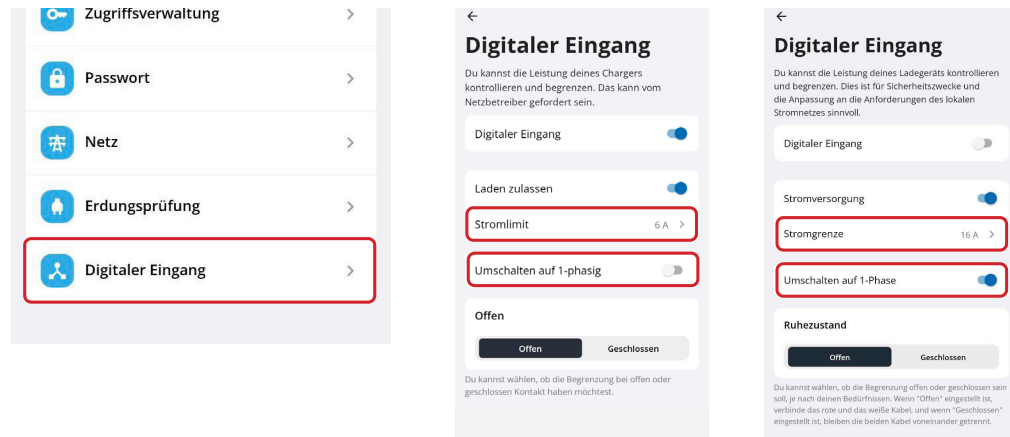 Zugriffsverwaltung
Passwort
Netz
Erdungsprüfung
Digitaler Eingang
Digitaler Eingang
Du kannst die Leistung deines Chargers
kontrollieren und begrenzen. Das kann vom
Netzbetreiber gefordert sein.
Digitaler Eingang
Laden zulassen
Stromlimit 6 A
Umschalten auf 1-phasig
Offen
Offen Geschlossen
Du kannst wählen, ob die Begrenzung bei offen oder
geschlossen Kontakt haben möchtest.
Digitaler Eingang
Du kannst die Leistung deines Ladegeräts kontrollieren
und begrenzen. Dies ist für Sicherheitszwecke und
die Anpassung an die Anforderungen des lokalen
Stromnetzes sinnvoll.
Digitaler Eingang
Stromversorgung
Stromgrenze 16 A
Umschalten auf 1-Phase
Ruhezustand
Offen Geschlossen
Du kannst wählen, ob die Begrenzung offen oder geschlossen sein
soll, je nach deinen Bedürfnissen. Wenn "Offen" eingestellt ist,
verbinde das rote und das weiße Kabel, und wenn "Geschlossen"
eingestellt ist, bleiben die beiden Kabel voneinander getrennt.